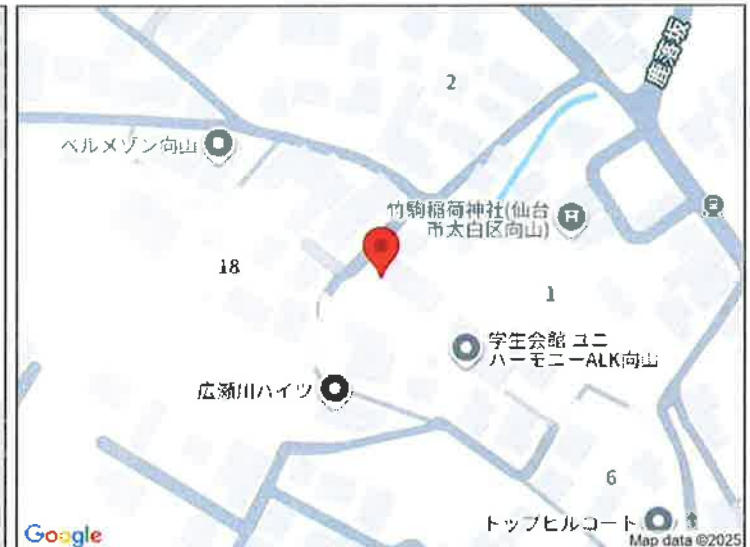 鹿落坂
2
ベルメゾン向山
竹駒稲荷神社(仙台
市太白区向山)
18
1
学生会館 ユニ
ハーモニーALK向山
広瀬川ハイツ
6
トップヒルコート
Google
Map data ©2025